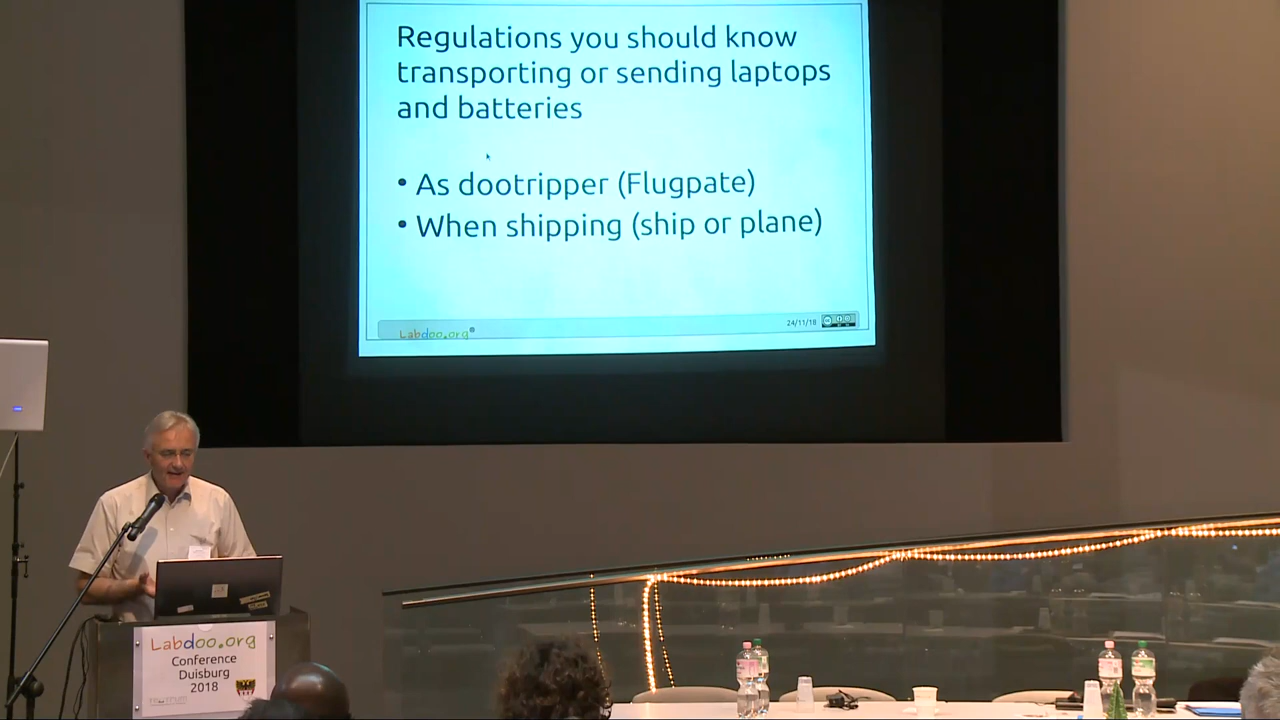 Regulations you should know
transporting or sending laptops
and batteries
• As dootripper (Flugpate)
• When shipping (ship or plane)
Labdoo.org
24/11/18
Labdoo.org
Conference
Duisburg
2018